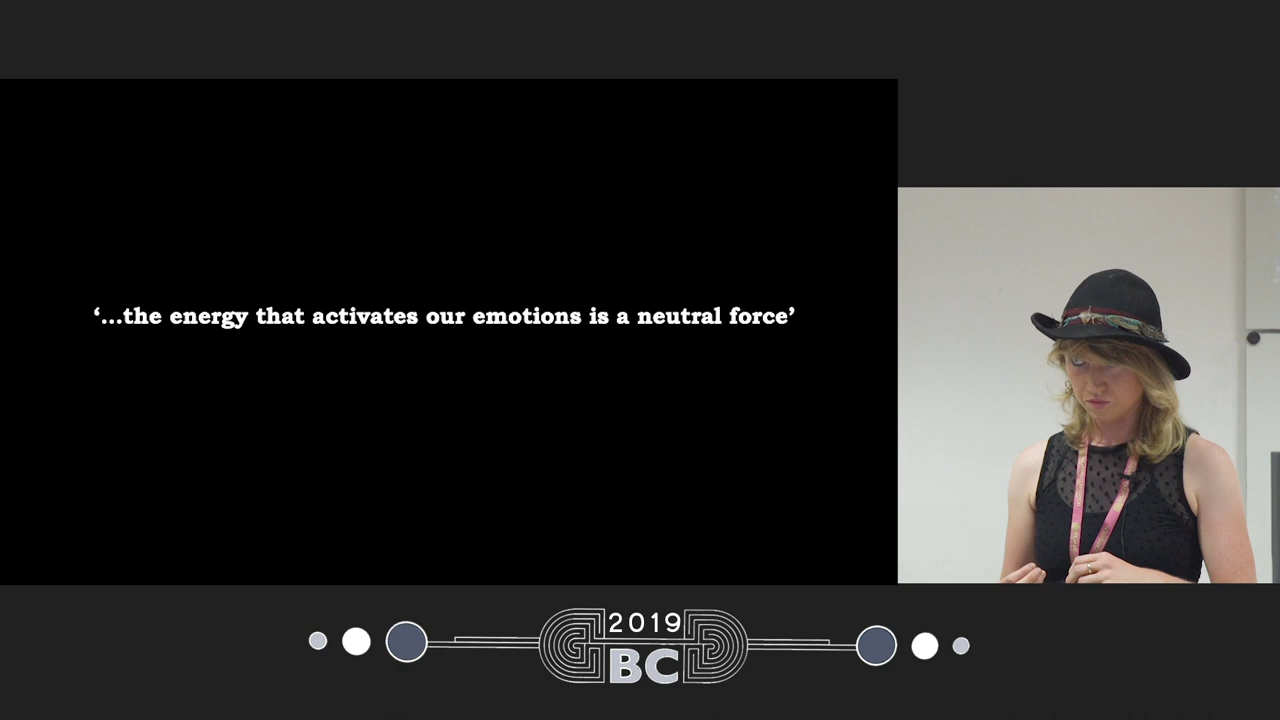 ‘...the energy that activates our emotions is a neutral force’
2019
BC